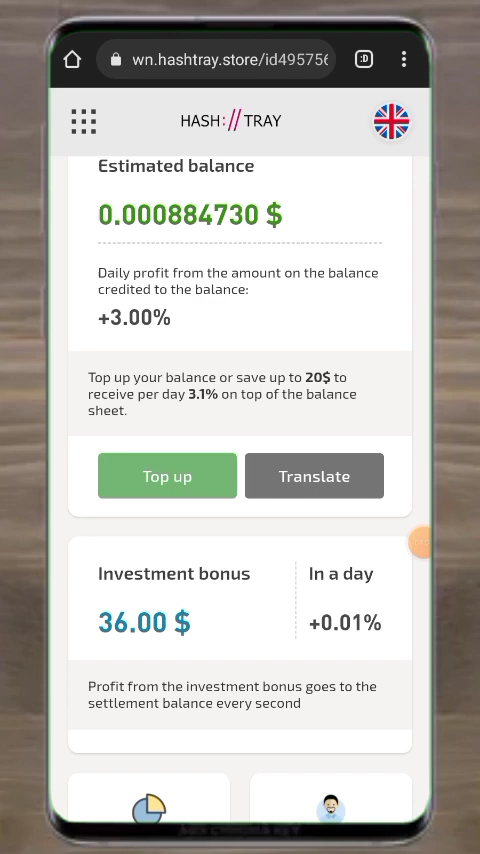 :D
wn.hashtray.store/id495756
HASH://TRAY
Estimated balance
0.000884730 $
Daily profit from the amount on the balance
credited to the balance:
+3.00%
Top up your balance or save up to 20$ to
receive per day 3.1% on top of the balance
sheet.
Top up
Translate
Investment bonus
In a day
36.00 $
+0.01%
Profit from the investment bonus goes to the
settlement balance every second